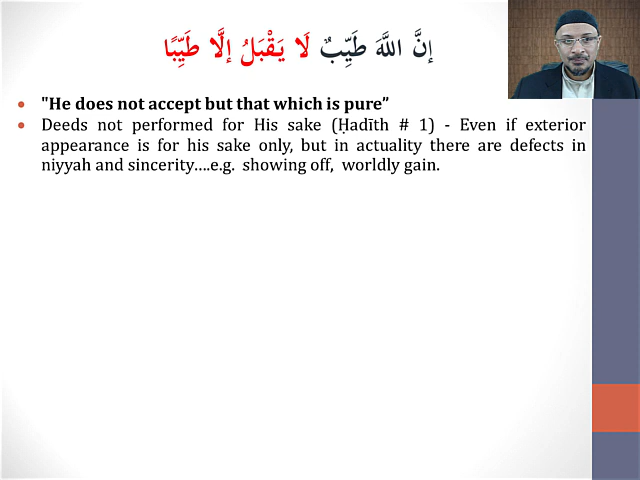 إنَّ اللَّهَ طَيِّبٌ لَا يَقْبَلُ إلَّا طَيِّبًا
• "He does not accept but that which is pure”
• Deeds not performed for His sake (Ḥadīth # 1) - Even if exterior
appearance is for his sake only, but in actuality there are defects in
niyyah and sincerity….e.g. showing off, worldly gain.